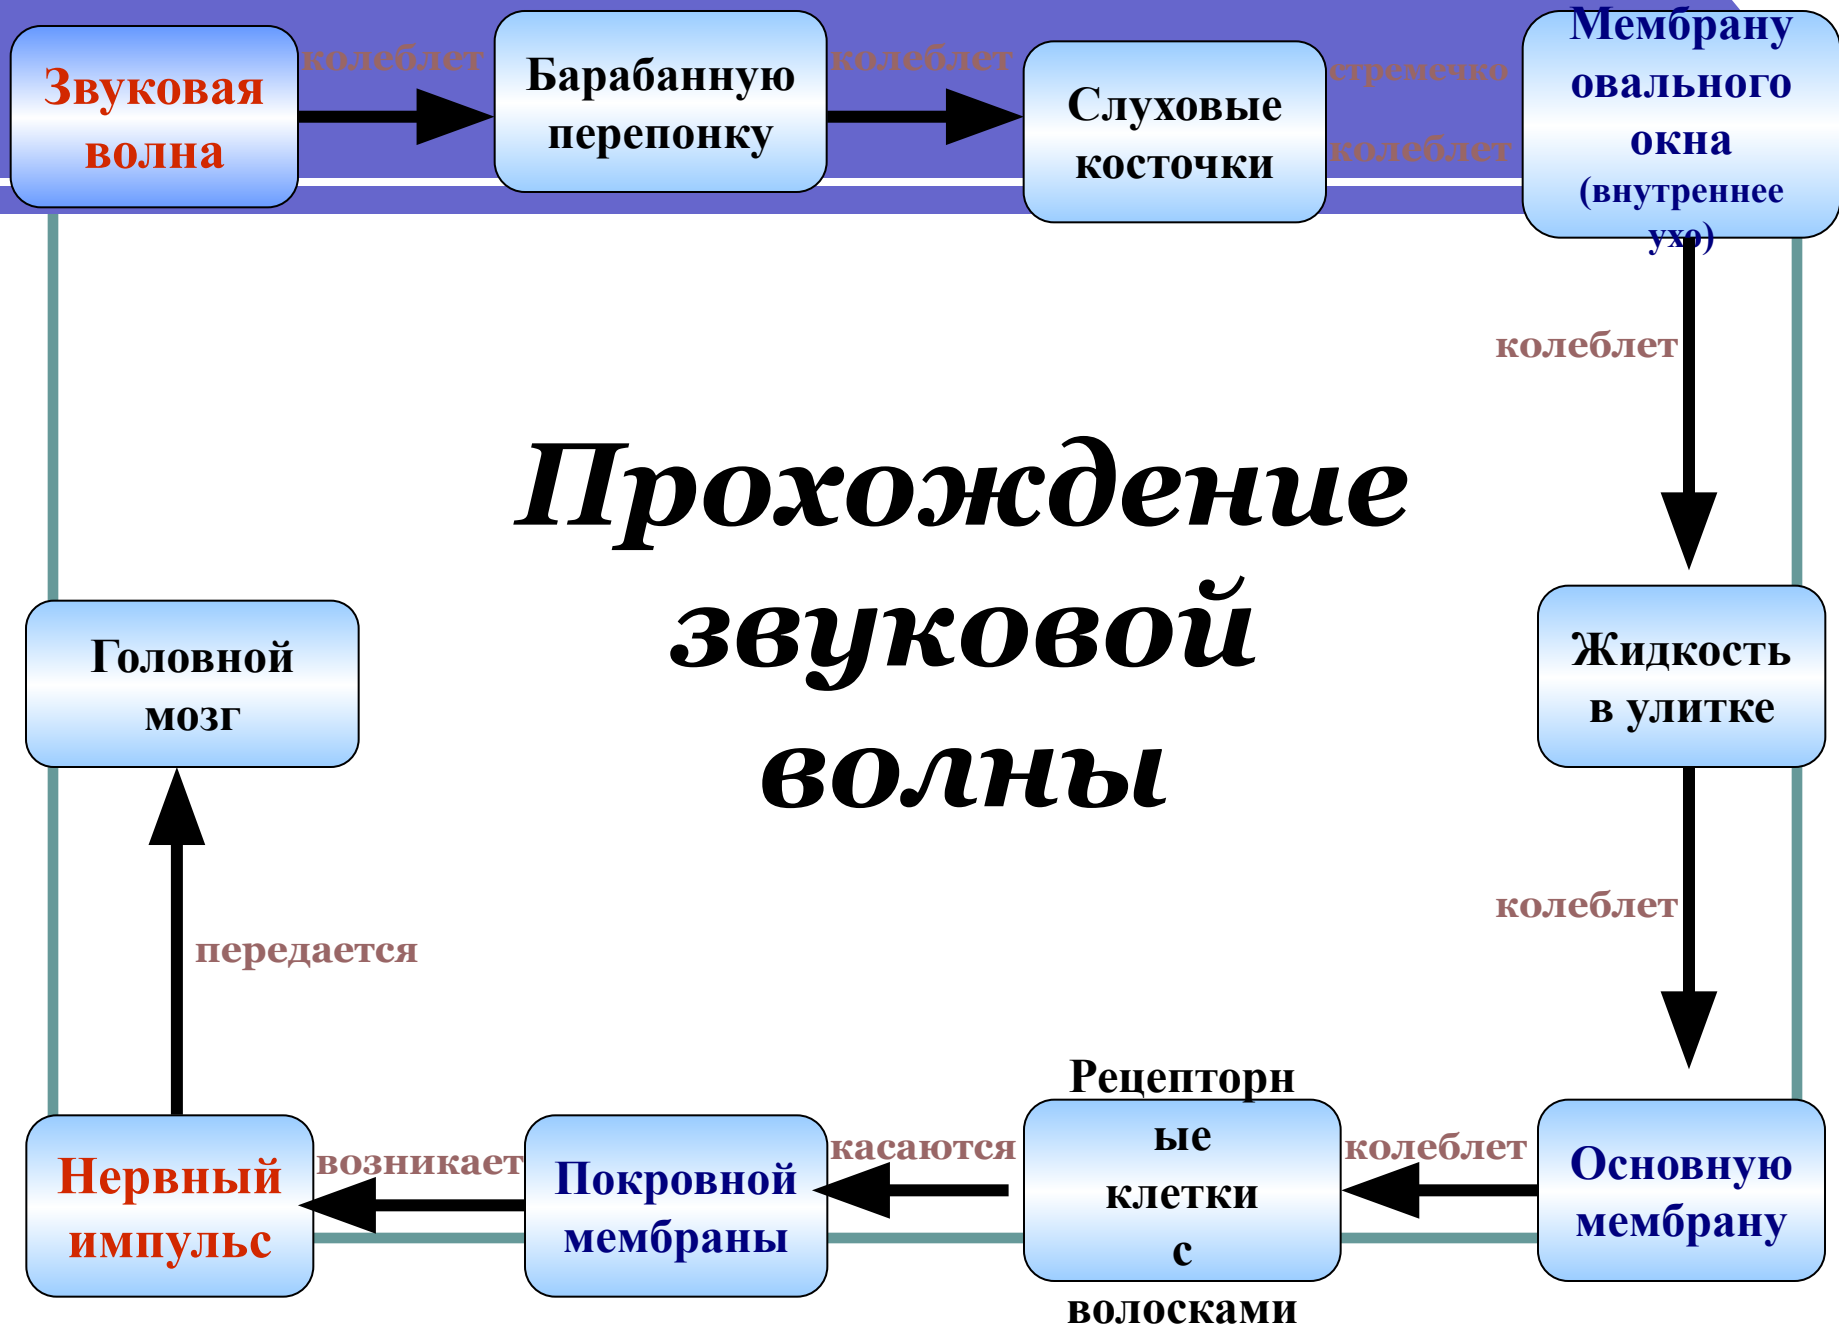 Звуковая
волна
колеблет
Барабанную
перепонку
колеблет
Слуховые
косточки
стремечко
колеблет
Мембрану
овального
окна
(внутреннее
ухо)
колеблет
Прохождение
звуковой
волны
Жидкость
в улитке
колеблет
Основную
мембрану
колеблет
Рецепторн
ые
клетки
с
волосками
касаются
Покровной
мембраны
возникает
Нервный
импульс
передается
Головной
мозг